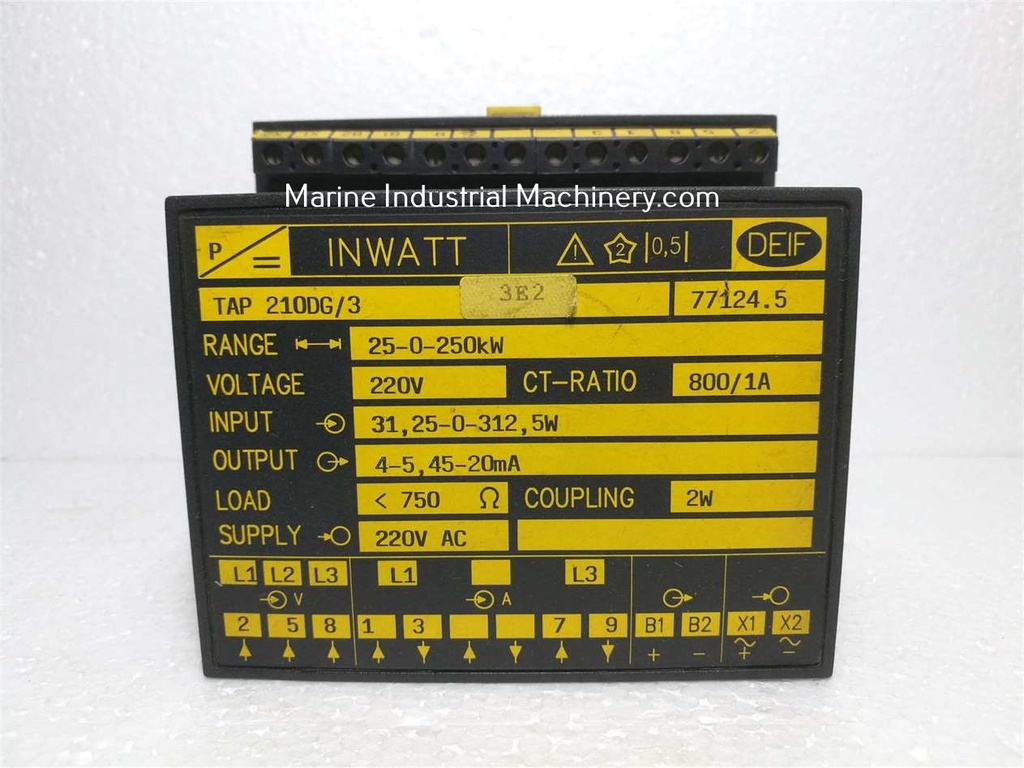 Marine Industrial Machinery.com
P INWATT 2 0,5 DEIF
TAP 210DG/3 3E2 77124.5
RANGE 25-0-250kW
VOLTAGE 220V CT-RATIO 800/1A
INPUT 31,25-0-312,5W
OUTPUT 4-5,45-20mA
LOAD < 750 Ω COUPLING 2W
SUPPLY 220V AC
L1 L2 L3 L1 L3
V A
2 5 8 1 3 7 9 B1 B2 X1 X2
+ - + -